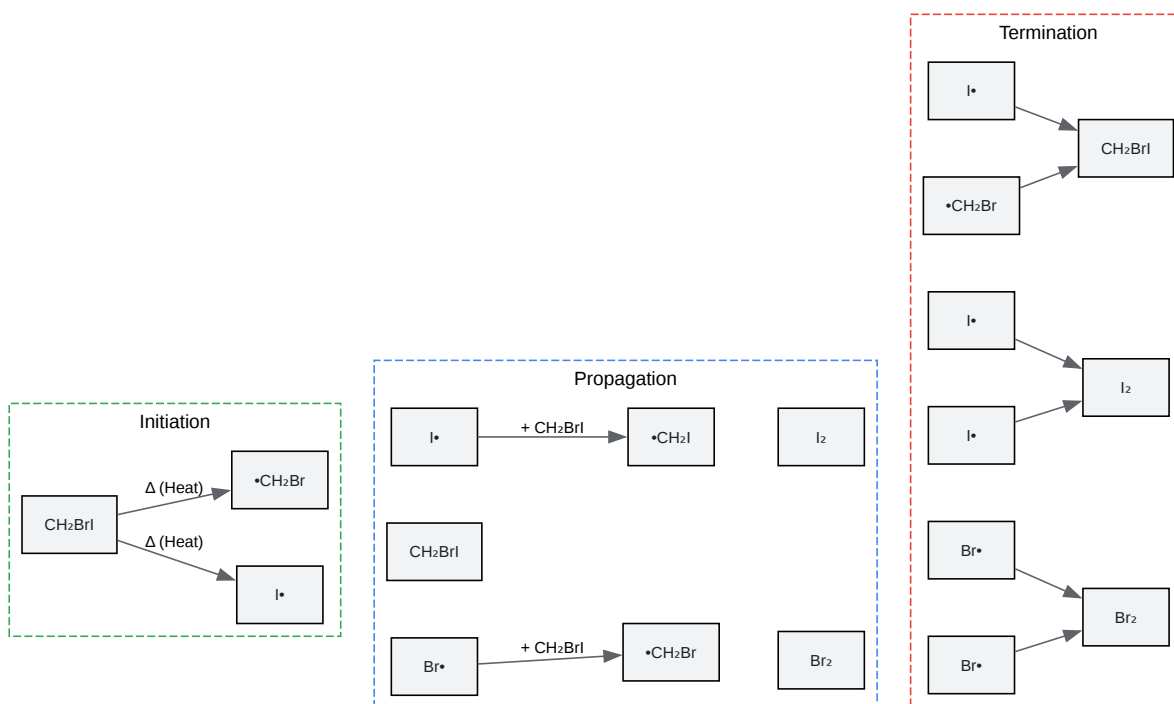 Initiation
CH₂BrI
Δ (Heat)
•CH₂Br
Δ (Heat)
I•
Propagation
I•
+ CH₂BrI
•CH₂I
I₂
CH₂BrI
Br•
+ CH₂BrI
•CH₂Br
Br₂
Termination
I•
•CH₂Br
CH₂BrI
I•
I•
I₂
Br•
Br•
Br₂